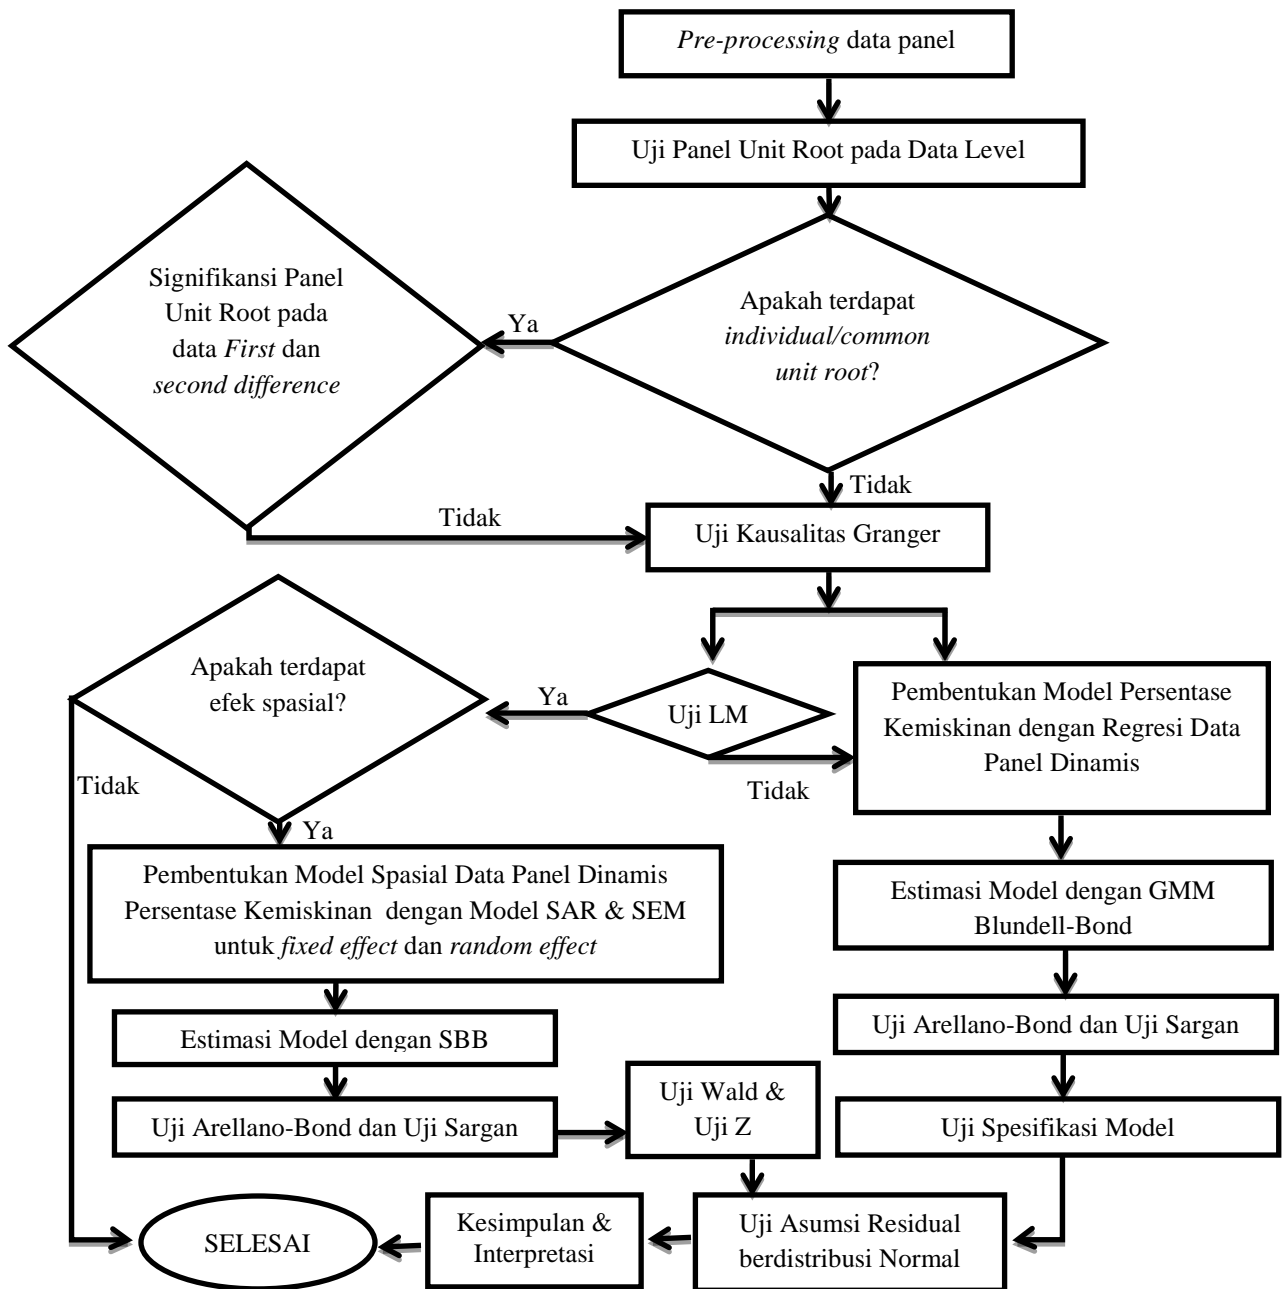 Pre-processing data panel
Uji Panel Unit Root pada Data Level
Signifikansi Panel
Unit Root pada
data First dan
second difference
Ya
Apakah terdapat
individual/common
unit root?
Tidak
Tidak
Uji Kausalitas Granger
Apakah terdapat
efek spasial?
Ya
Uji LM
Pembentukan Model Persentase
Kemiskinan dengan Regresi Data
Panel Dinamis
Tidak
Tidak
Ya
Pembentukan Model Spasial Data Panel Dinamis
Persentase Kemiskinan dengan Model SAR & SEM
untuk fixed effect dan random effect
Estimasi Model dengan GMM
Blundell-Bond
Estimasi Model dengan SBB
Uji Arellano-Bond dan Uji Sargan
Uji Arellano-Bond dan Uji Sargan
Uji Wald &
Uji Z
Uji Spesifikasi Model
SELESAI
Kesimpulan &
Interpretasi
Uji Asumsi Residual
berdistribusi Normal